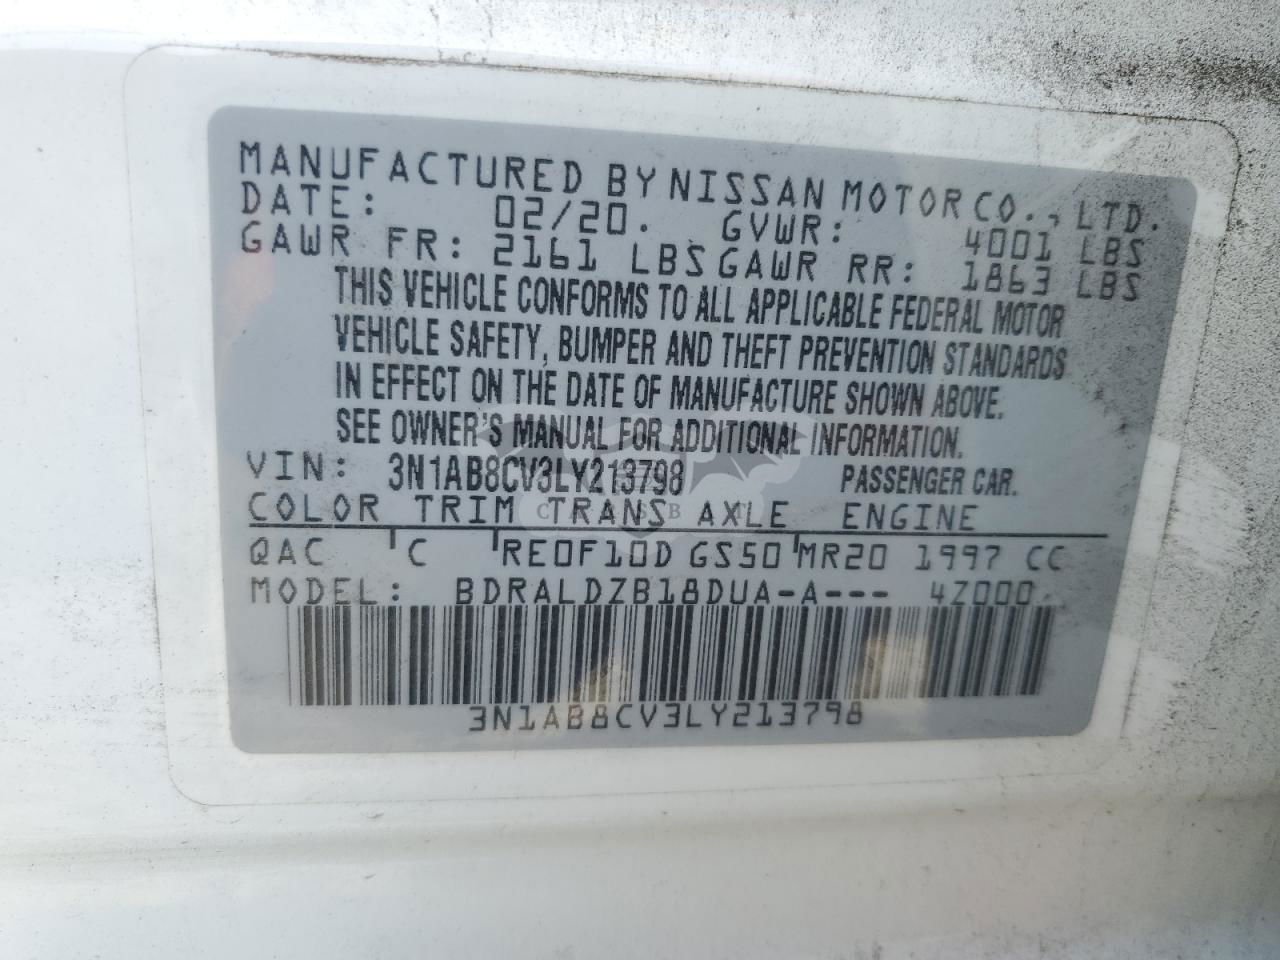 MANUFACTURED BY NISSAN MOTOR CO., LTD.
DATE: 02/20. GVWR: 4001 LBS
GAWR FR: 2161 LBS GAWR RR: 1863 LBS
THIS VEHICLE CONFORMS TO ALL APPLICABLE FEDERAL MOTOR
VEHICLE SAFETY, BUMPER AND THEFT PREVENTION STANDARDS
IN EFFECT ON THE DATE OF MANUFACTURE SHOWN ABOVE.
SEE OWNER'S MANUAL FOR ADDITIONAL INFORMATION.
VIN: 3N1AB8CV3LY213798 PASSENGER CAR.
COLOR TRIM TRANS AXLE ENGINE
QAC C RE0F10D GS50 MR20 1997 CC
MODEL: BDRALDZB18DUA-A--- 4Z000.
3N1AB8CV3LY213798